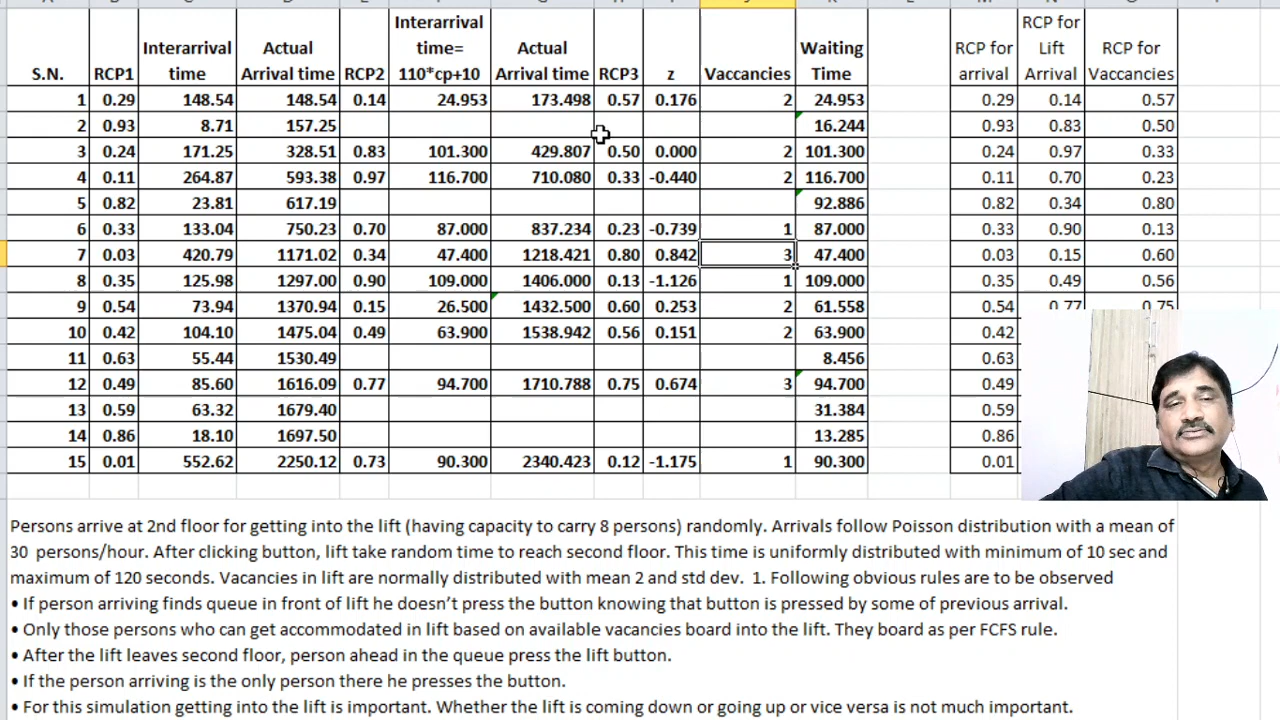 S.N. RCP1 Interarrival time Actual Arrival time RCP2 Interarrival time= 110*cp+10 Actual Arrival time RCP3 z Vaccancies Waiting Time RCP for arrival RCP for Lift Arrival RCP for Vaccancies
1 0.29 148.54 148.54 0.14 24.953 173.498 0.57 0.176 2 24.953 0.29 0.14 0.57
2 0.93 8.71 157.25 16.244 0.93 0.83 0.50
3 0.24 171.25 328.51 0.83 101.300 429.807 0.50 0.000 2 101.300 0.24 0.97 0.33
4 0.11 264.87 593.38 0.97 116.700 710.080 0.33 -0.440 2 116.700 0.11 0.70 0.23
5 0.82 23.81 617.19 92.886 0.82 0.34 0.80
6 0.33 133.04 750.23 0.70 87.000 837.234 0.23 -0.739 1 87.000 0.33 0.90 0.13
7 0.03 420.79 1171.02 0.34 47.400 1218.421 0.80 0.842 3 47.400 0.03 0.15 0.60
8 0.35 125.98 1297.00 0.90 109.000 1406.000 0.13 -1.126 1 109.000 0.35 0.49 0.56
9 0.54 73.94 1370.94 0.15 26.500 1432.500 0.60 0.253 2 61.558 0.54 0.77 0.75
10 0.42 104.10 1475.04 0.49 63.900 1538.942 0.56 0.151 2 63.900 0.42
11 0.63 55.44 1530.49 8.456 0.63
12 0.49 85.60 1616.09 0.77 94.700 1710.788 0.75 0.674 3 94.700 0.49
13 0.59 63.32 1679.40 31.384 0.59
14 0.86 18.10 1697.50 13.285 0.86
15 0.01 552.62 2250.12 0.73 90.300 2340.423 0.12 -1.175 1 90.300 0.01
Persons arrive at 2nd floor for getting into the lift (having capacity to carry 8 persons) randomly. Arrivals follow Poisson distribution with a mean of
30 persons/hour. After clicking button, lift take random time to reach second floor. This time is uniformly distributed with minimum of 10 sec and
maximum of 120 seconds. Vacancies in lift are normally distributed with mean 2 and std dev. 1. Following obvious rules are to be observed
• If person arriving finds queue in front of lift he doesn't press the button knowing that button is pressed by some of previous arrival.
• Only those persons who can get accommodated in lift based on available vacancies board into the lift. They board as per FCFS rule.
• After the lift leaves second floor, person ahead in the queue press the lift button.
• If the person arriving is the only person there he presses the button.
• For this simulation getting into the lift is important. Whether the lift is coming down or going up or vice versa is not much important.